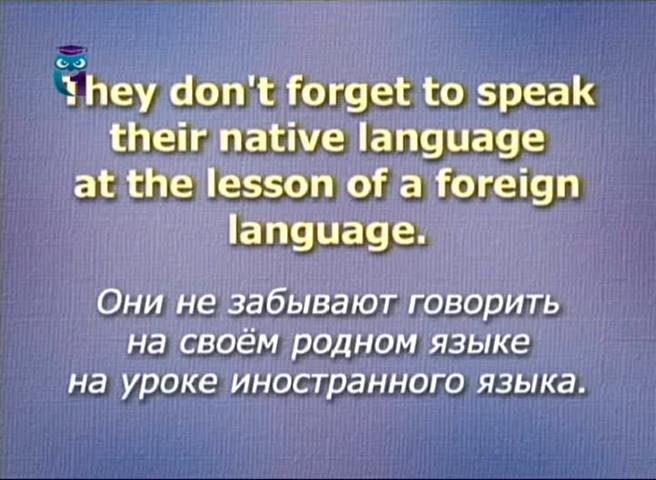 They don't forget to speak
their native language
at the lesson of a foreign
language.
Они не забывают говорить
на своём родном языке
на уроке иностранного языка.